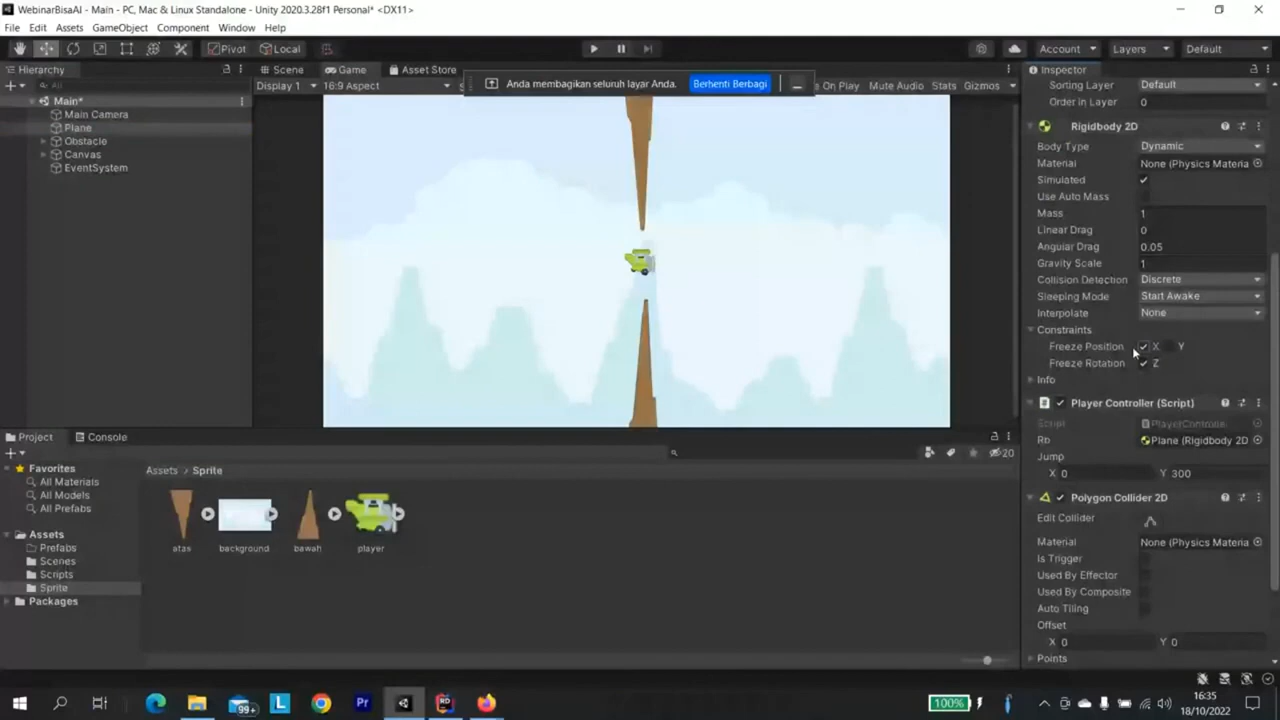 WebinarBisaAI - Main - PC, Mac & Linux Standalone - Unity 2020.3.28f1 Personal* <DX11>
File Edit Assets GameObject Component Window Help
Pivot Local Account Layers Default
Hierarchy Scene Game Asset Store Inspector
All Display 1 16:9 Aspect Anda membagikan seluruh layar Anda. Berhenti Berbagi On Play Mute Audio Stats Gizmos Sorting Layer Default
Main* Order in Layer 0
Main Camera
Plane Rigidbody 2D
Obstacle Body Type Dynamic
Canvas Material None (Physics Materia
EventSystem Simulated
Use Auto Mass
Mass 1
Linear Drag 0
Angular Drag 0.05
Gravity Scale 1
Collision Detection Discrete
Sleeping Mode Start Awake
Interpolate None
Constraints
Freeze Position X Y
Freeze Rotation Z
Info
Player Controller (Script)
Script PlayerControlle
Rb Plane (Rigidbody 2D
Jump
X 0 Y 300
Polygon Collider 2D
Edit Collider
Material None (Physics Materia
Is Trigger
Used By Effector
Used By Composite
Auto Tiling
Offset
X 0 Y 0
Points
Project Console
20
Favorites Assets > Sprite
All Materials
All Models
All Prefabs
Assets
Prefabs atas background bawah player
Scenes
Scripts
Sprite
Packages
99+ L Pr RD 100% 16:35
18/10/2022